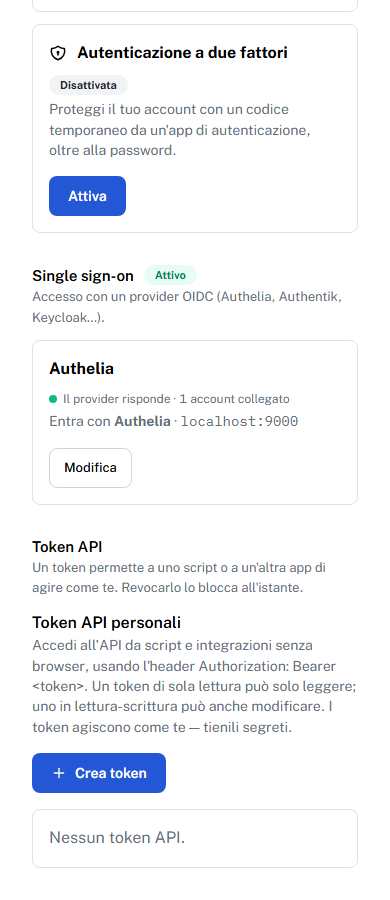 Autenticazione a due fattori
Disattivata
Proteggi il tuo account con un codice
temporaneo da un'app di autenticazione,
oltre alla password.
Attiva
Single sign-on Attivo
Accesso con un provider OIDC (Authelia, Authentik,
Keycloak…).
Authelia
Il provider risponde · 1 account collegato
Entra con Authelia · localhost:9000
Modifica
Token API
Un token permette a uno script o a un'altra app di
agire come te. Revocarlo lo blocca all'istante.
Token API personali
Accedi all'API da script e integrazioni senza
browser, usando l'header Authorization: Bearer
<token>. Un token di sola lettura può solo leggere;
uno in lettura-scrittura può anche modificare. I
token agiscono come te — tienili segreti.
+ Crea token
Nessun token API.